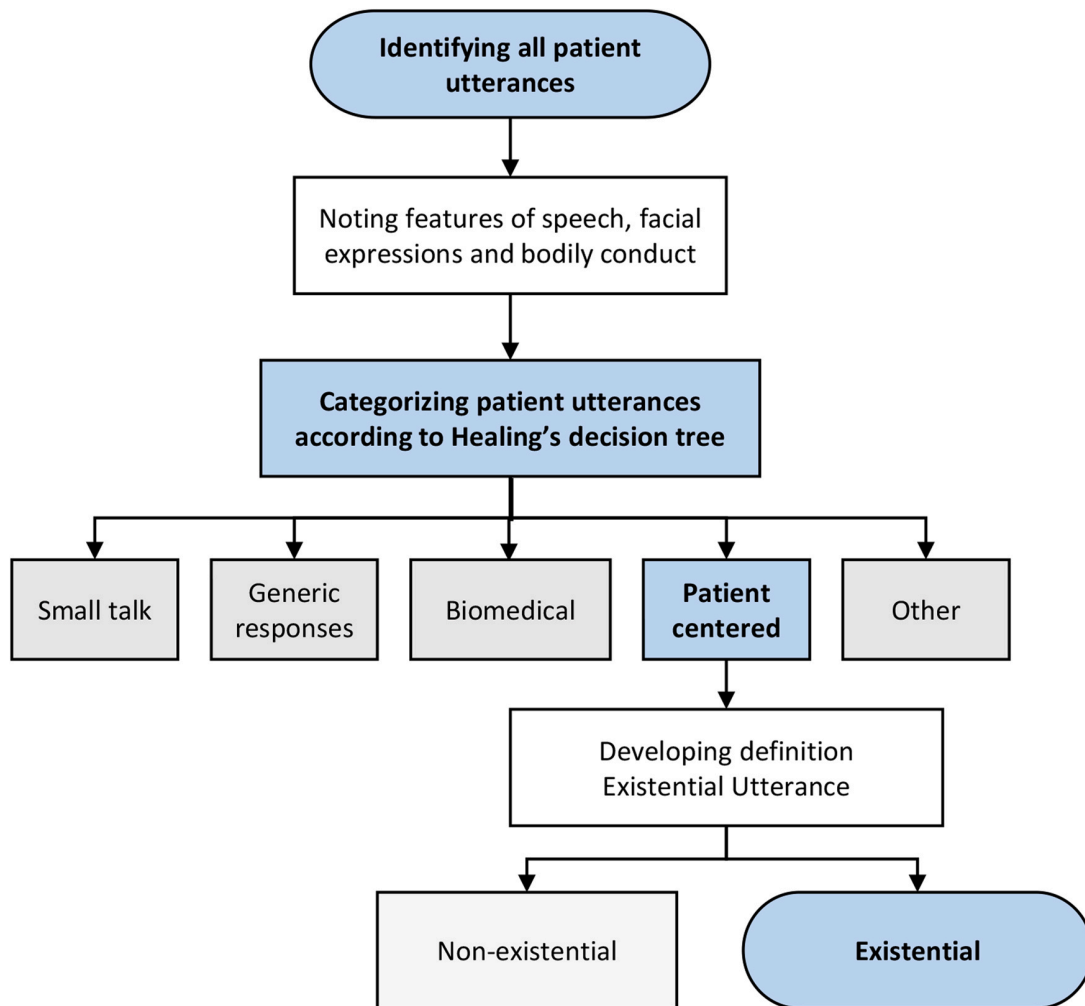 Identifying all patient
utterances
Noting features of speech, facial
expressions and bodily conduct
Categorizing patient utterances
according to Healing's decision tree
Small talk
Generic
responses
Biomedical
Patient
centered
Other
Developing definition
Existential Utterance
Non-existential
Existential